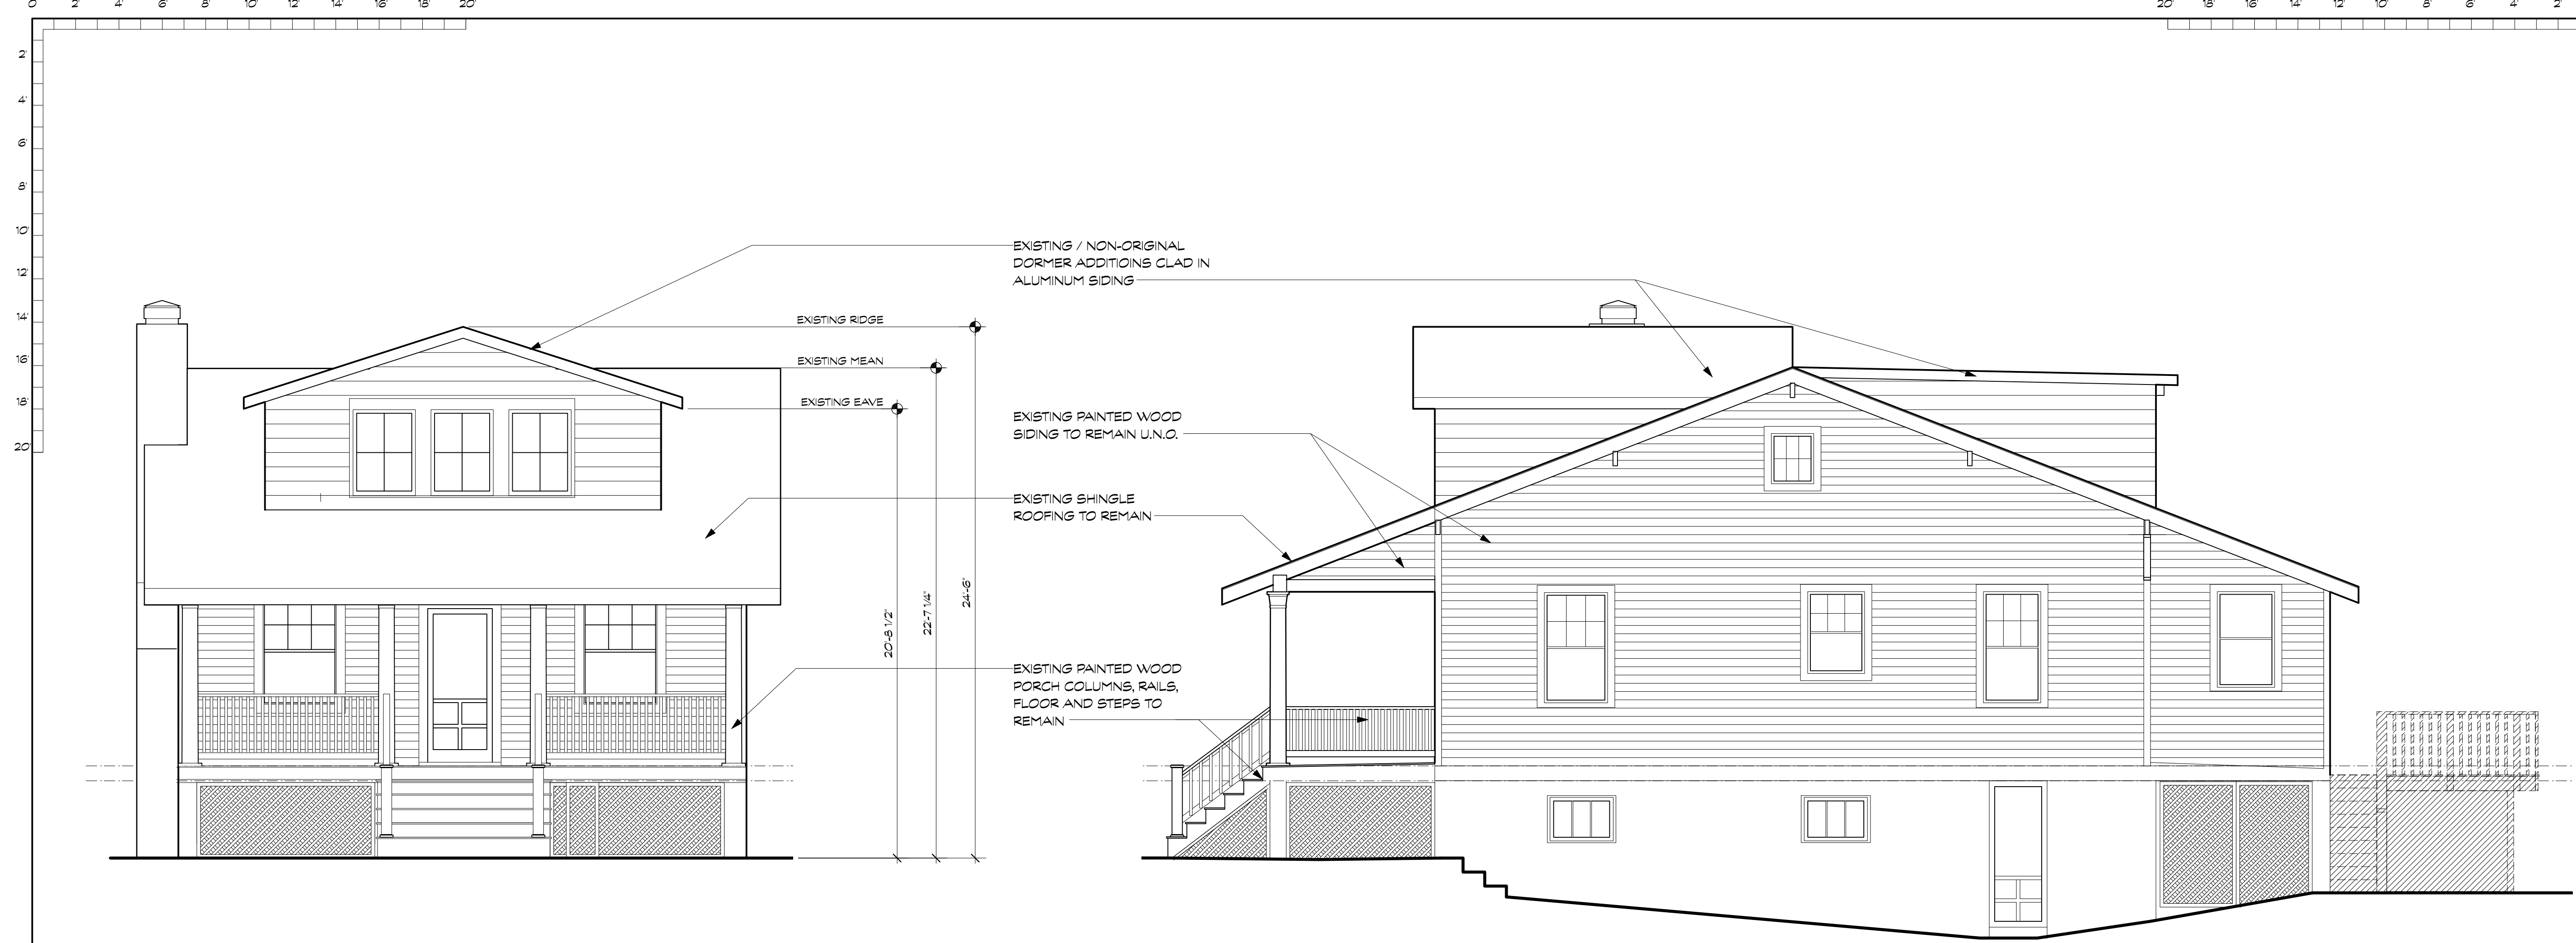 0 2' 4' 6' 8' 10' 12' 14' 16' 18' 20'
20' 18' 16' 14' 12' 10' 8' 6' 4' 2'
2'
4'
6'
8'
10'
12'
14'
16'
18'
20'
EXISTING / NON-ORIGINAL
DORMER ADDITIOINS CLAD IN
ALUMINUM SIDING
EXISTING RIDGE
EXISTING MEAN
EXISTING EAVE
EXISTING PAINTED WOOD
SIDING TO REMAIN U.N.O.
EXISTING SHINGLE
ROOFING TO REMAIN
20'-8 1/2"
22'-7 1/4"
24'-6"
EXISTING PAINTED WOOD
PORCH COLUMNS, RAILS,
FLOOR AND STEPS TO
REMAIN